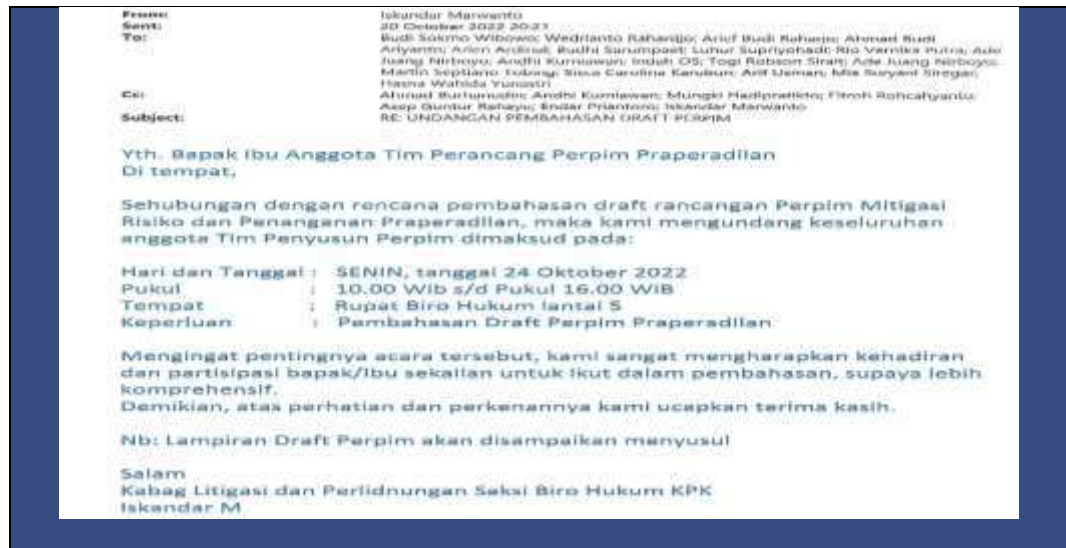 From: Iskandar Marwanto
Sent: 20 October 2022 20:21
To: Budi Sokmo Wibowo; Wedrianto Rahardjo; Arief Budi Raharjo; Ahmad Budi
Ariyanto; Arlen Budhi Sarumpaet; Luhur Supriyohadi; Rio Vernika Putra; Ade
Juang Nirboyo; Andhi Kurniawan; Indah OS; Togi Robson Sirait; Ade Juang Nirboyo;
Martin Septiano Tobing; Sisca Carolina Karubun; Arif Usman; Mia Suryani Siregar;
Hasna Wahida Yunastri
Cc: Ahmad Burhanudin; Andhi Kurniawan; Mungki Hadipratikto; Fitroh Rohcahyanto;
Asep Guntur Rahayu; Endar Priantoro; Iskandar Marwanto
Subject: RE: UNDANGAN PEMBAHASAN DRAFT PERPIM
Yth. Bapak Ibu Anggota Tim Perancang Perpim Praperadilan
Di tempat,
Sehubungan dengan rencana pembahasan draft rancangan Perpim Mitigasi
Risiko dan Penanganan Praperadilan, maka kami mengundang keseluruhan
anggota Tim Penyusun Perpim dimaksud pada:
Hari dan Tanggal : SENIN, tanggal 24 Oktober 2022
Pukul : 10.00 Wib s/d Pukul 16.00 WIB
Tempat : Rupat Biro Hukum lantai 5
Keperluan : Pembahasan Draft Perpim Praperadilan
Mengingat pentingnya acara tersebut, kami sangat mengharapkan kehadiran
dan partisipasi bapak/ibu sekalian untuk ikut dalam pembahasan, supaya lebih
komprehensif.
Demikian, atas perhatian dan perkenannya kami ucapkan terima kasih.
Nb: Lampiran Draft Perpim akan disampaikan menyusul
Salam
Kabag Litigasi dan Perlidnungan Saksi Biro Hukum KPK
Iskandar M